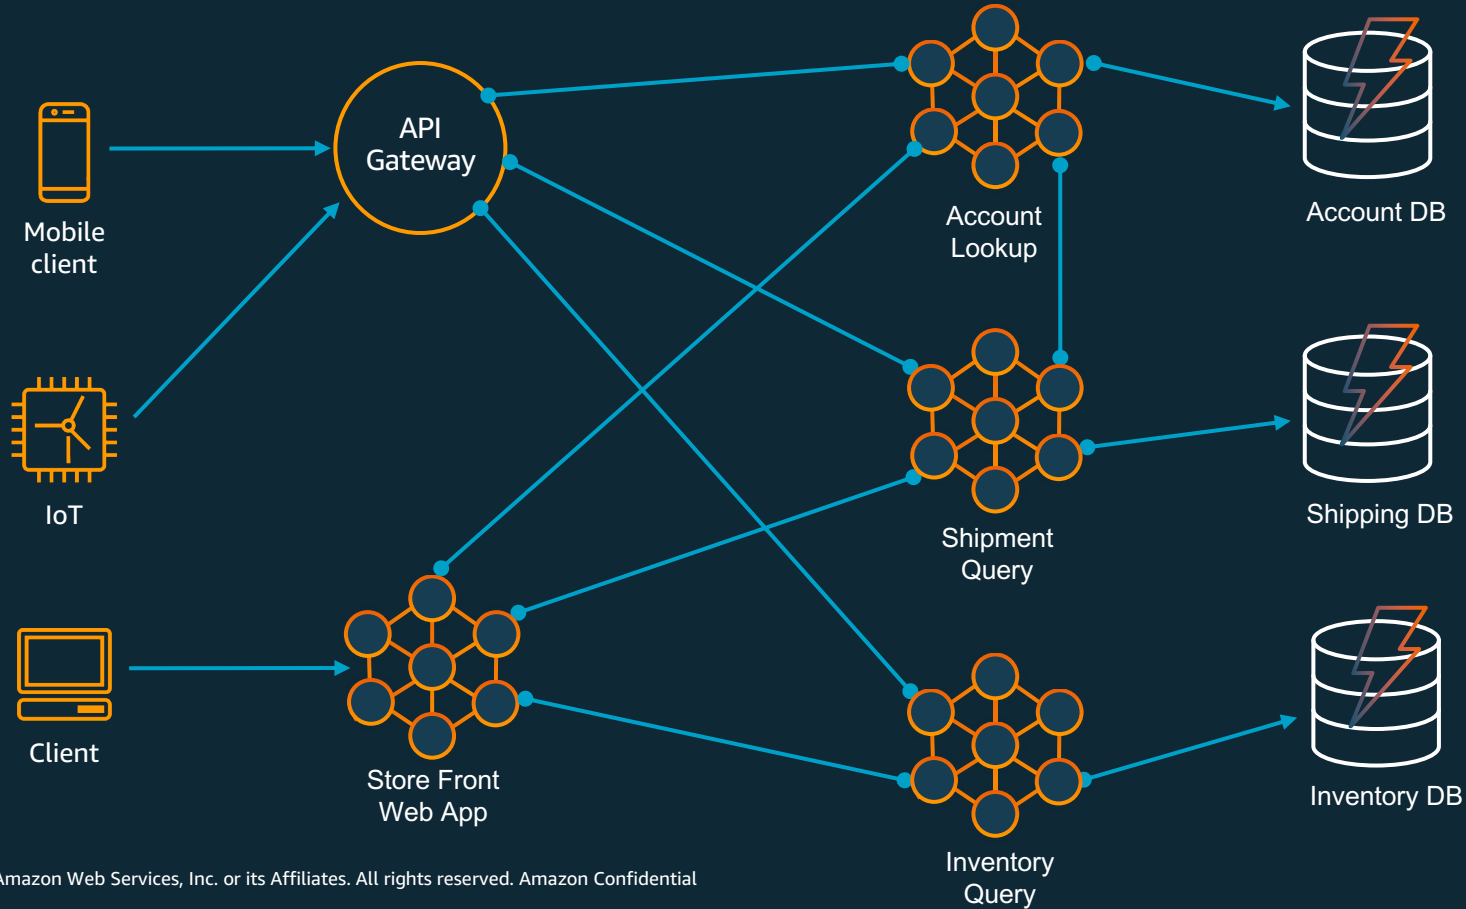 API
Gateway
Mobile
client
Account
Lookup
Account DB
IoT
Shipment
Query
Shipping DB
Client
Store Front
Web App
Inventory
Query
Inventory DB
Amazon Web Services, Inc. or its Affiliates. All rights reserved. Amazon Confidential